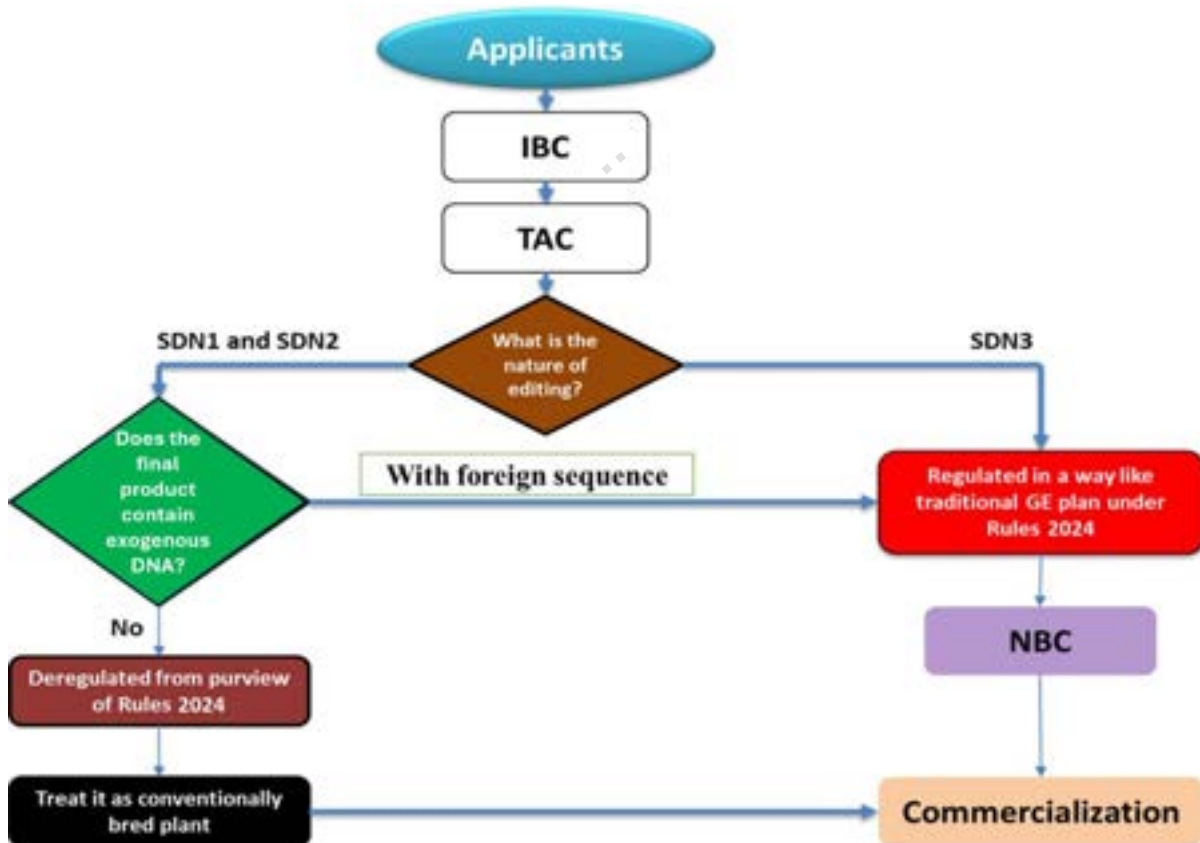 Applicants
IBC
TAC
What is the
nature of
editing?
SDN1 and SDN2
SDN3
Does the
final
product
contain
exogenous
DNA?
With foreign sequence
Regulated in a way like
traditional GE plan under
Rules 2024
No
NBC
Deregulated from purview
of Rules 2024
Treat it as conventionally
bred plant
Commercialization